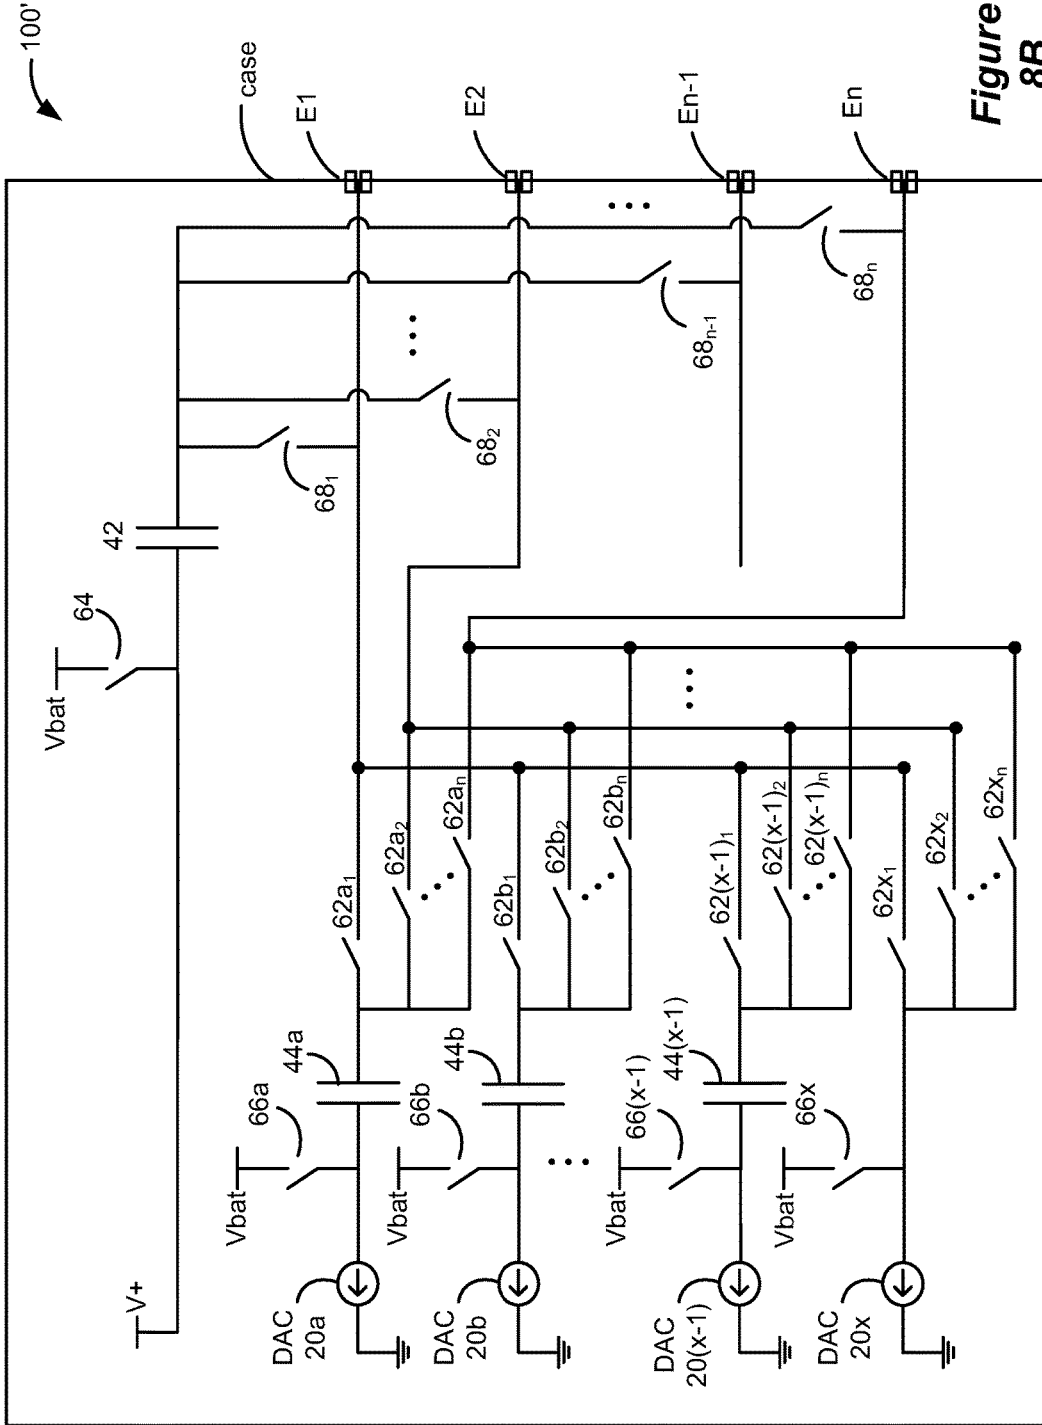 100'
Vbat
64
42
V+
case
Vbat
66a
44a
DAC
20a
62a₁
68₁
E1
62a₂
Vbat
66b
44b
62aₙ
DAC
20b
62b₁
68₂
E2
62b₂
62bₙ
Vbat
66(x-1)
44(x-1)
DAC
20(x-1)
62(x-1)₁
68ₙ₋₁
En-1
62(x-1)₂
62(x-1)ₙ
Vbat
66x
DAC
20x
62x₁
68ₙ
En
62x₂
62xₙ
Figure
8B